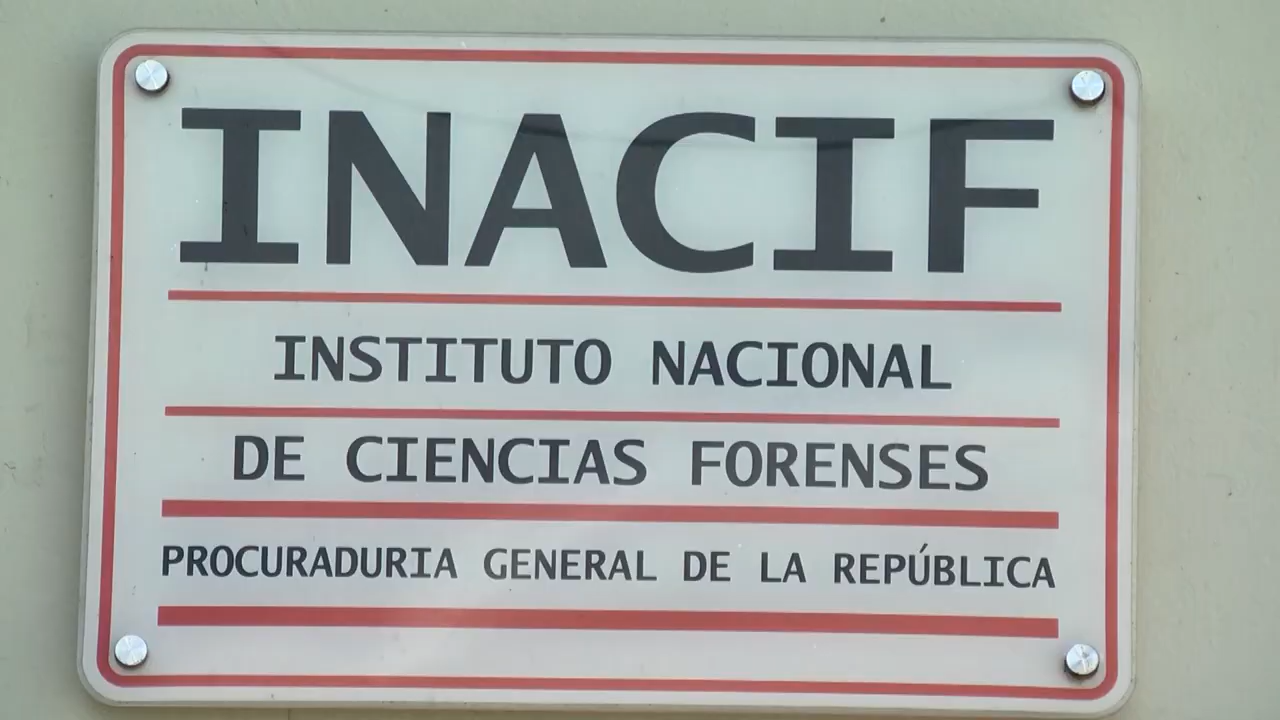 INACIF
INSTITUTO NACIONAL
DE CIENCIAS FORENSES
PROCURADURIA GENERAL DE LA REPÚBLICA